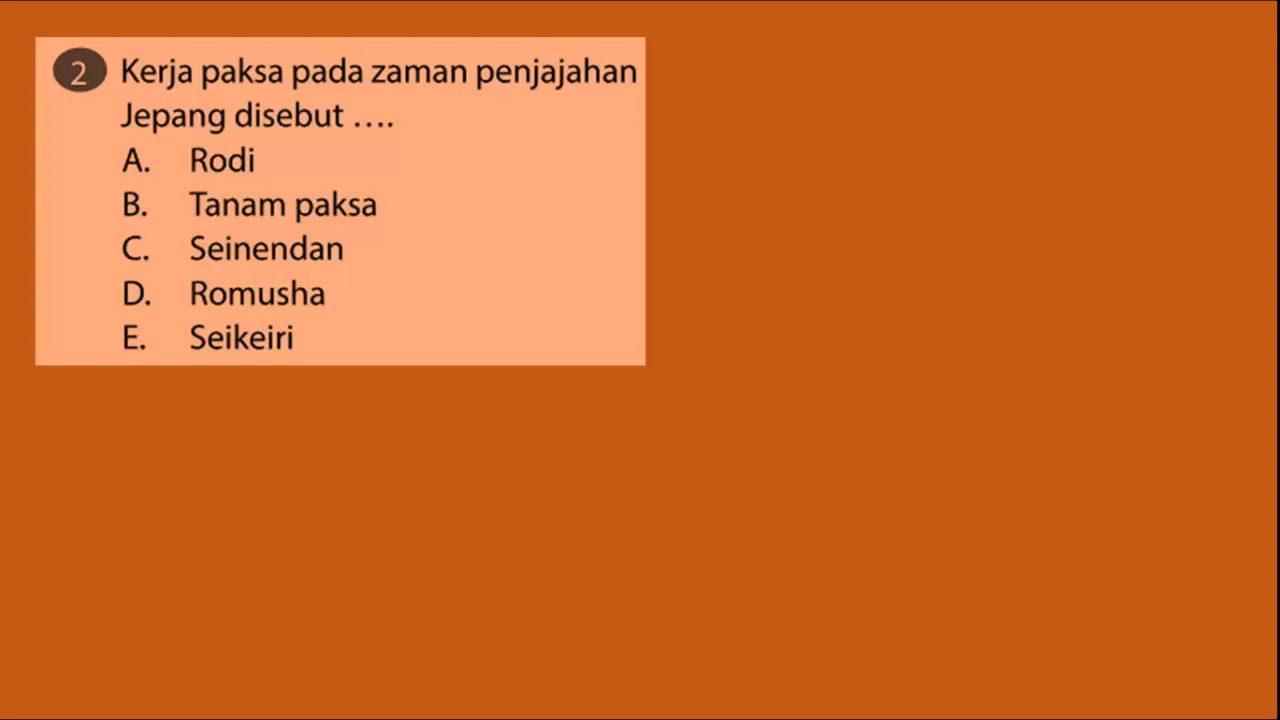 2 Kerja paksa pada zaman penjajahan
Jepang disebut ....
A. Rodi
B. Tanam paksa
C. Seinendan
D. Romusha
E. Seikeiri